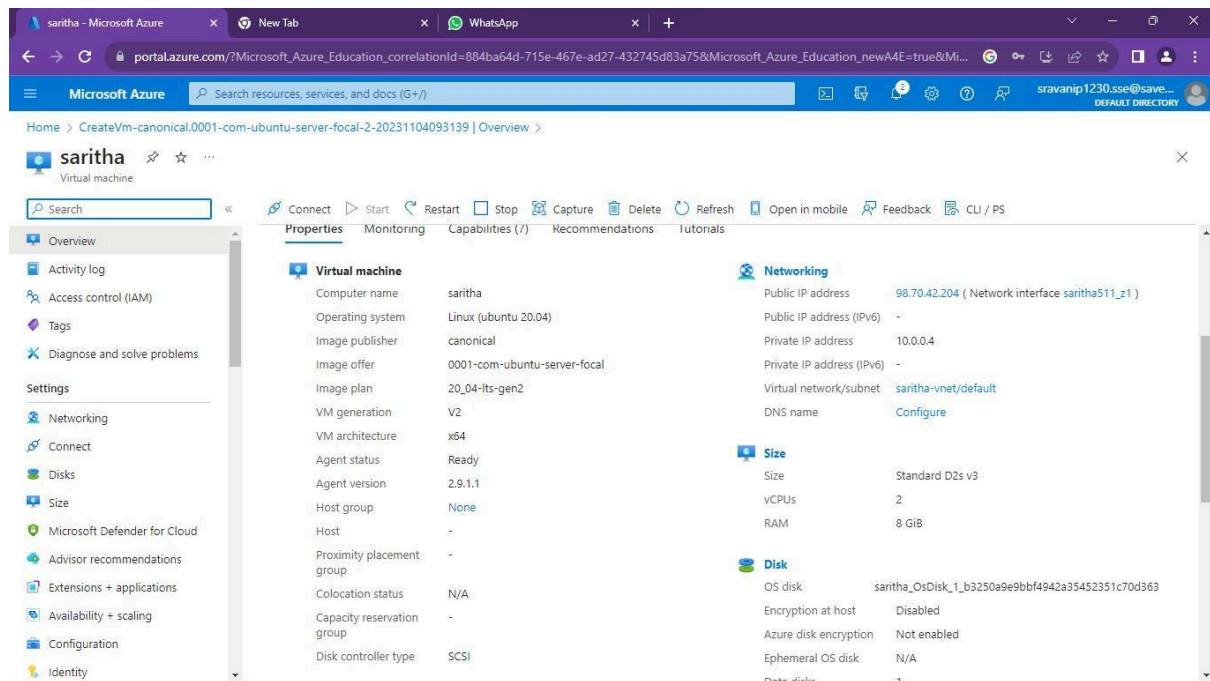 saritha - Microsoft Azure
New Tab
WhatsApp
portal.azure.com/?Microsoft_Azure_Education_correlationId=884ba64d-715e-467e-ad27-432745d83a75&Microsoft_Azure_Education_newA4E=true&Mi...
Microsoft Azure
Search resources, services, and docs (G+/)
2
sravanip1230.sse@save...
DEFAULT DIRECTORY
Home > CreateVm-canonical.0001-com-ubuntu-server-focal-2-20231104093139 | Overview >
saritha
Virtual machine
Search
Connect Start Restart Stop Capture Delete Refresh Open in mobile Feedback CLI / PS
Properties Monitoring Capabilities (7) Recommendations Tutorials
Overview
Activity log
Access control (IAM)
Tags
Diagnose and solve problems
Settings
Networking
Connect
Disks
Size
Microsoft Defender for Cloud
Advisor recommendations
Extensions + applications
Availability + scaling
Configuration
Identity
Virtual machine
Computer name saritha
Operating system Linux (ubuntu 20.04)
Image publisher canonical
Image offer 0001-com-ubuntu-server-focal
Image plan 20_04-lts-gen2
VM generation V2
VM architecture x64
Agent status Ready
Agent version 2.9.1.1
Host group None
Host -
Proximity placement group -
Colocation status N/A
Capacity reservation group -
Disk controller type SCSI
Networking
Public IP address 98.70.42.204 ( Network interface saritha511_z1 )
Public IP address (IPv6) -
Private IP address 10.0.0.4
Private IP address (IPv6) -
Virtual network/subnet saritha-vnet/default
DNS name Configure
Size
Size Standard D2s v3
vCPUs 2
RAM 8 GiB
Disk
OS disk saritha_OsDisk_1_b3250a9e9bbf4942a35452351c70d363
Encryption at host Disabled
Azure disk encryption Not enabled
Ephemeral OS disk N/A
Data disks 1